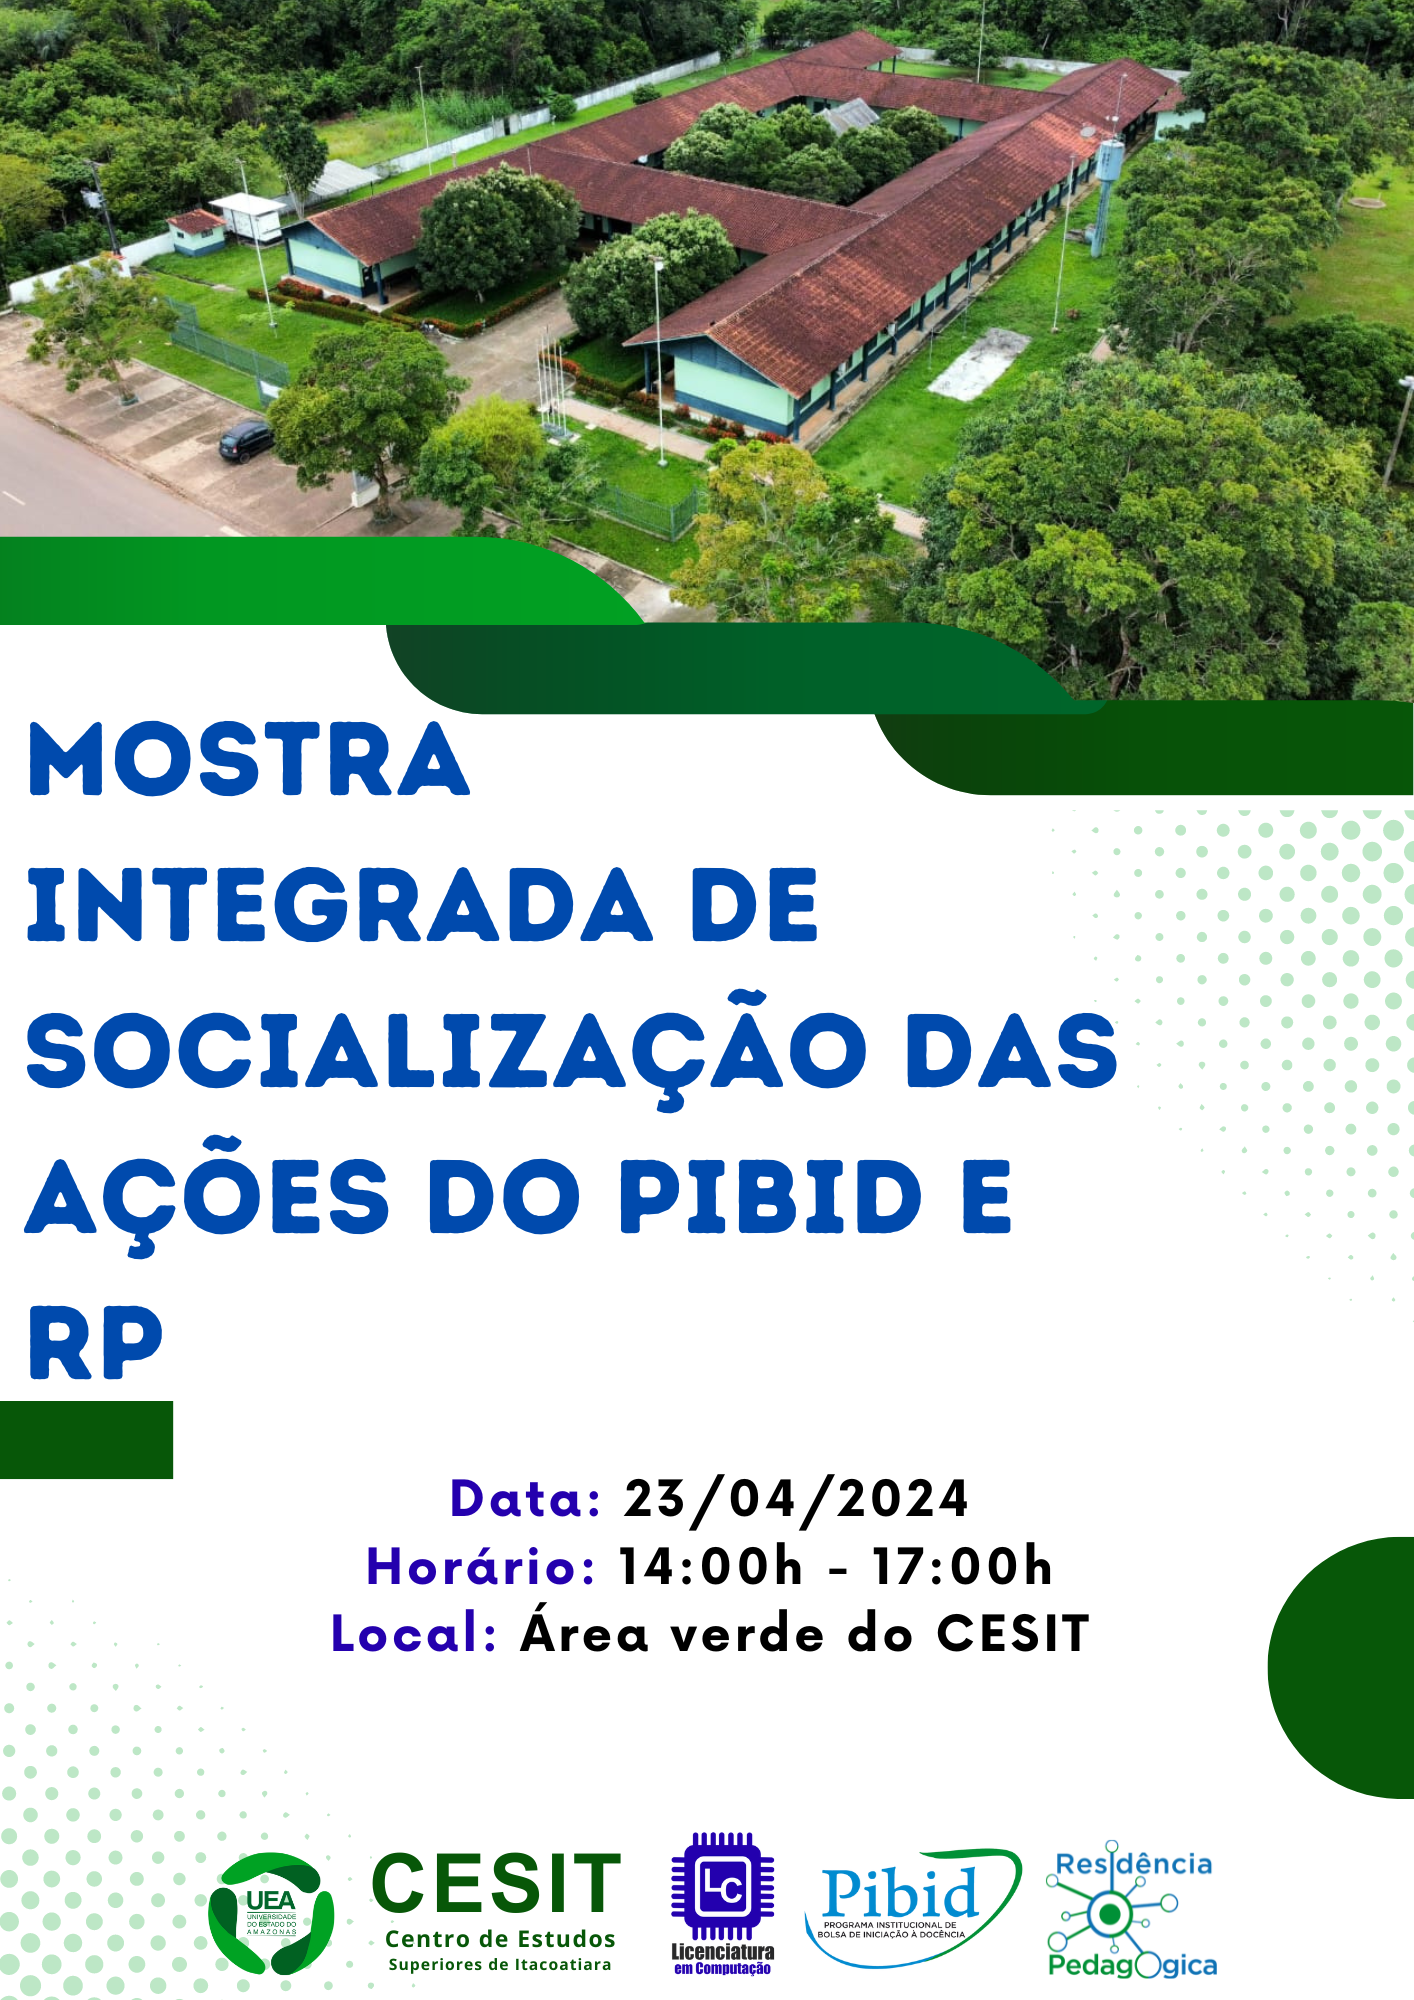 MOSTRA
INTEGRADA DE
SOCIALIZAÇÃO DAS
AÇÕES DO PIBID E
RP
Data: 23/04/2024
Horário: 14:00h - 17:00h
Local: Área verde do CESIT
UEA
UNIVERSIDADE
DO ESTADO DO
AMAZONAS
CESIT
Centro de Estudos
Superiores de Itacoatiara
LC
Licenciatura
em Computação
Pibid
PROGRAMA INSTITUCIONAL DE
BOLSA DE INICIAÇÃO À DOCÊNCIA
Residência
Pedagógica